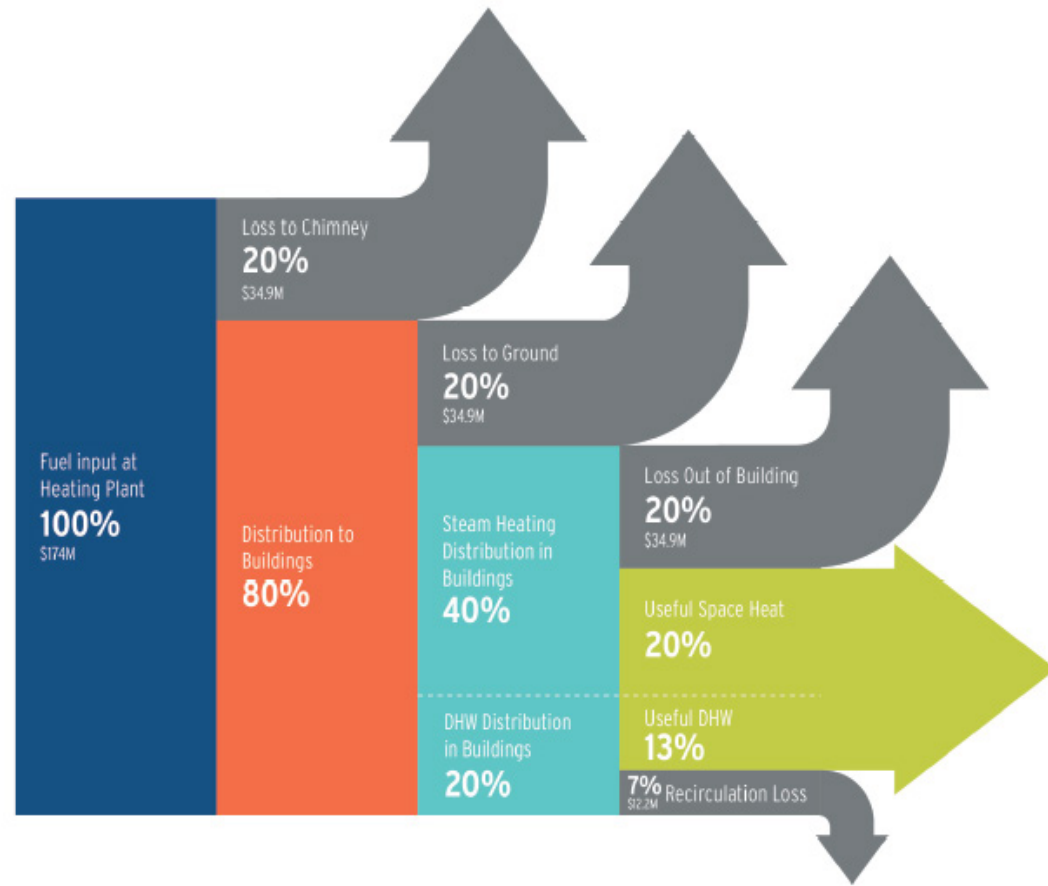 Loss to Chimney
20%
$34.9M
Loss to Ground
20%
$34.9M
Fuel input at
Heating Plant
100%
$174M
Distribution to
Buildings
80%
Steam Heating
Distribution in
Buildings
40%
Loss Out of Building
20%
$34.9M
Useful Space Heat
20%
DHW Distribution
in Buildings
20%
Useful DHW
13%
7% Recirculation Loss
$12.2M